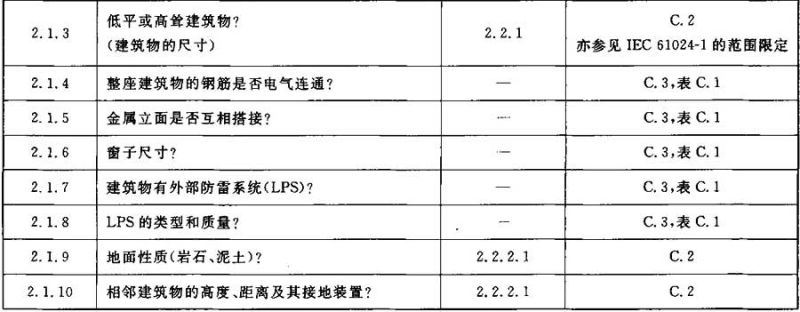 2.1.3 低平或高耸建筑物? 2.2.1 C.2
(建筑物的尺寸) 亦参见 IEC 61024-1 的范围限定
2.1.4 整座建筑物的钢筋是否电气连通? — C.3,表 C.1
2.1.5 金属立面是否互相搭接? — C.3,表 C.1
2.1.6 窗子尺寸? — C.3,表 C.1
2.1.7 建筑物有外部防雷系统(LPS)? — C.3,表 C.1
2.1.8 LPS 的类型和质量? — C.3,表 C.1
2.1.9 地面性质(岩石、泥土)? 2.2.2.1 C.2
2.1.10 相邻建筑物的高度、距离及其接地装置? 2.2.2.1 C.2